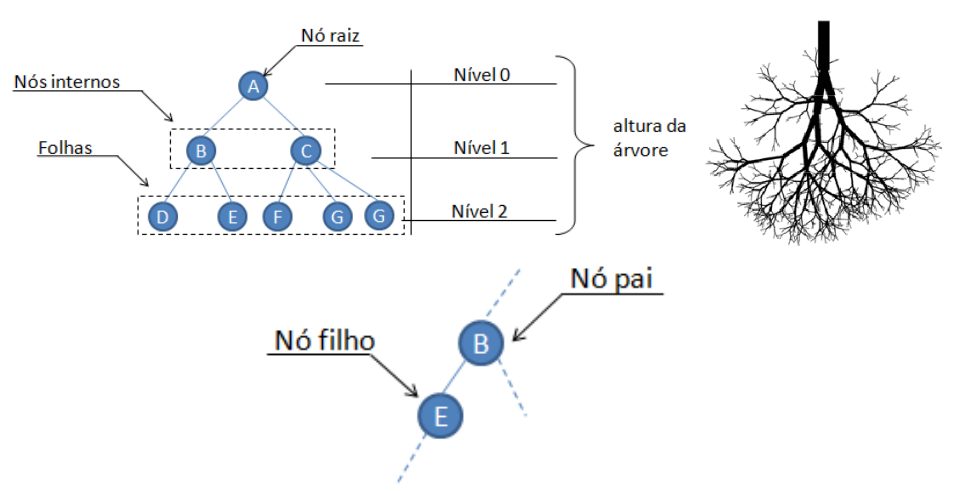 Nó raiz
Nós internos
A
Nível 0
Folhas
B
C
Nível 1
altura da
árvore
D
E
F
G
G
Nível 2
Nó pai
Nó filho
B
E